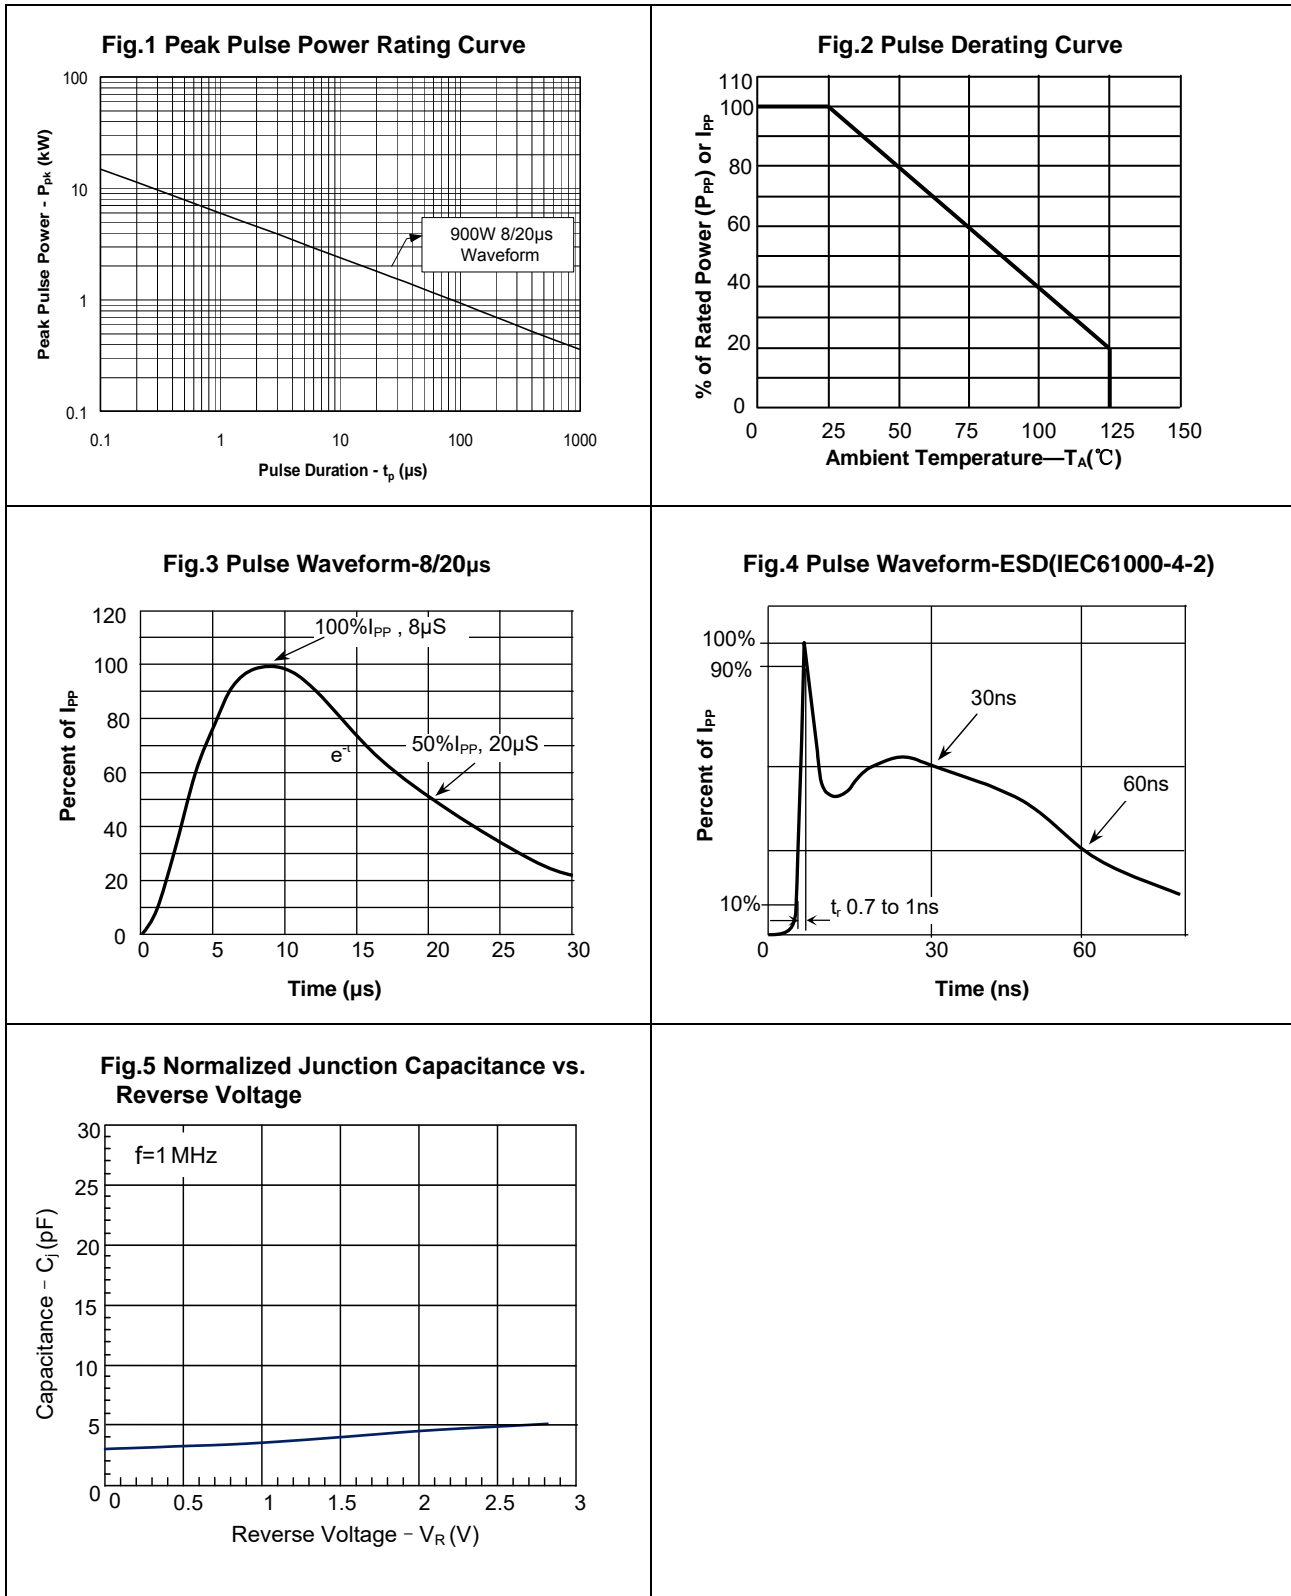 Fig.1 Peak Pulse Power Rating Curve
Peak Pulse Power - Ppk (kW)
100
10
1
0.1
900W 8/20µs
Waveform
0.1 1 10 100 1000
Pulse Duration - tp (µs)
Fig.2 Pulse Derating Curve
% of Rated Power (PPP) or IPP
110
100
80
60
40
20
0
0 25 50 75 100 125 150
Ambient Temperature—TA(℃)
Fig.3 Pulse Waveform-8/20µs
Percent of IPP
120
100
80
60
40
20
0
100%IPP , 8µS
e-t
50%IPP, 20µS
0 5 10 15 20 25 30
Time (µs)
Fig.4 Pulse Waveform-ESD(IEC61000-4-2)
Percent of IPP
100%
90%
10%
30ns
60ns
tr 0.7 to 1ns
0 30 60
Time (ns)
Fig.5 Normalized Junction Capacitance vs.
Reverse Voltage
Capacitance - Cj (pF)
30
25
20
15
10
5
0
f=1 MHz
0 0.5 1 1.5 2 2.5 3
Reverse Voltage - VR (V)